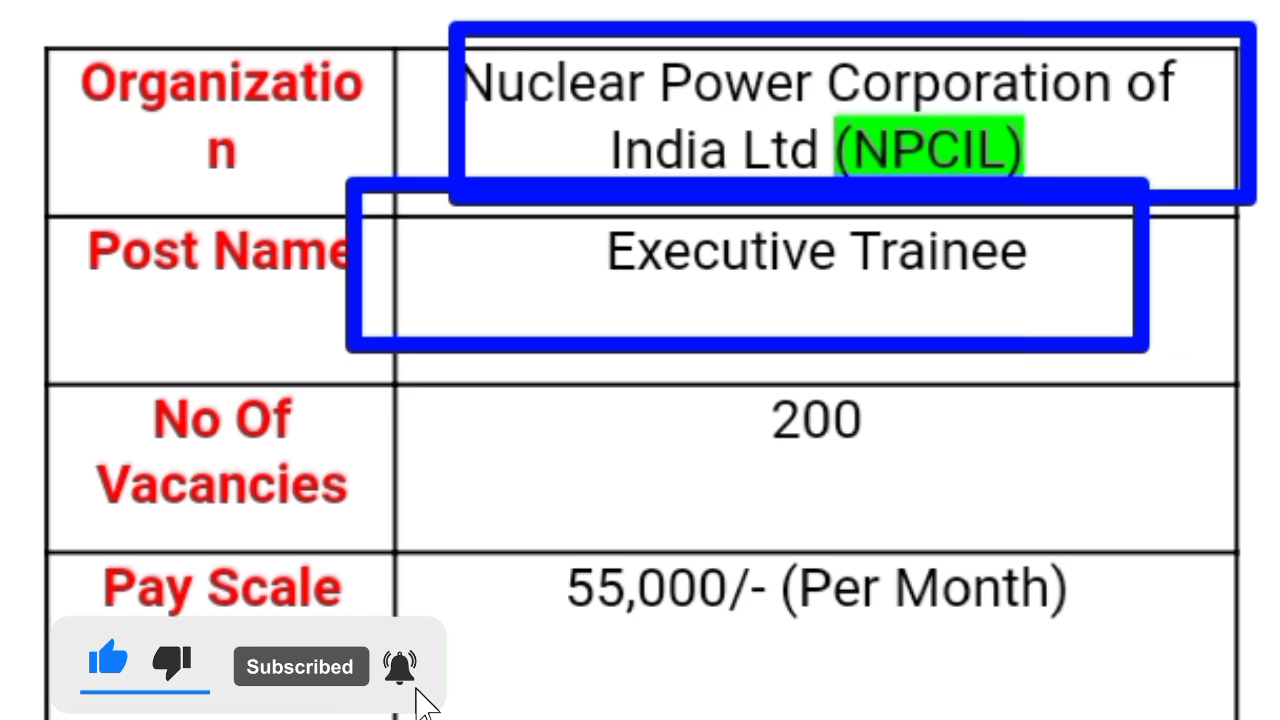 Organizatio
n
Nuclear Power Corporation of
India Ltd (NPCIL)
Post Name
Executive Trainee
No Of
Vacancies
200
Pay Scale
55,000/- (Per Month)
Subscribed